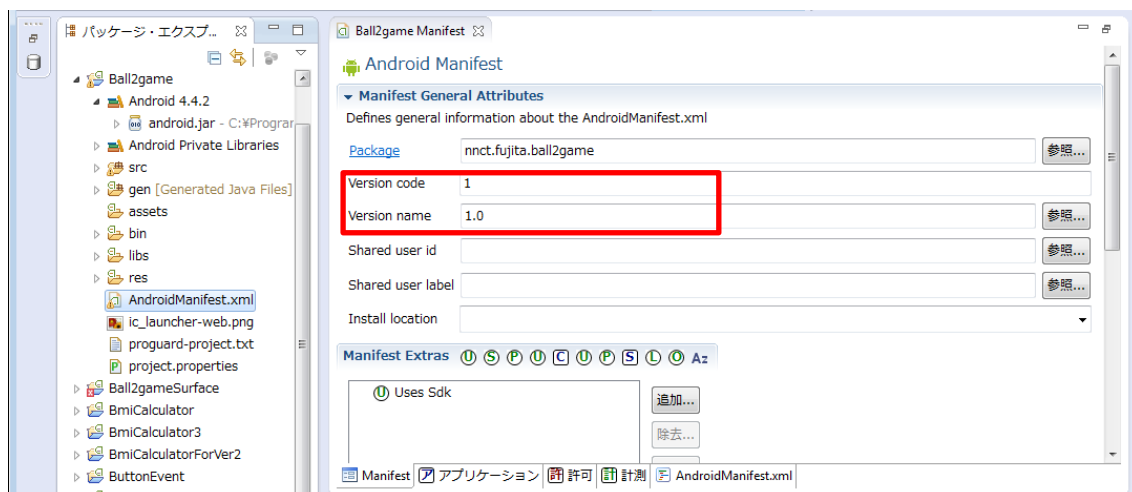 パッケージ・エクスプ...
Ball2game
Android 4.4.2
android.jar - C:¥Prograr
Android Private Libraries
src
gen [Generated Java Files]
assets
bin
libs
res
AndroidManifest.xml
ic_launcher-web.png
proguard-project.txt
project.properties
Ball2gameSurface
BmiCalculator
BmiCalculator3
BmiCalculatorForVer2
ButtonEvent
Ball2game Manifest
Android Manifest
Manifest General Attributes
Defines general information about the AndroidManifest.xml
Package nnct.fujita.ball2game 参照...
Version code 1
Version name 1.0 参照...
Shared user id 参照...
Shared user label 参照...
Install location
Manifest Extras U S P U C U P S L O Az
U Uses Sdk
追加...
除去...
Manifest ア アプリケーション 許 許可 計 計測 F AndroidManifest.xml